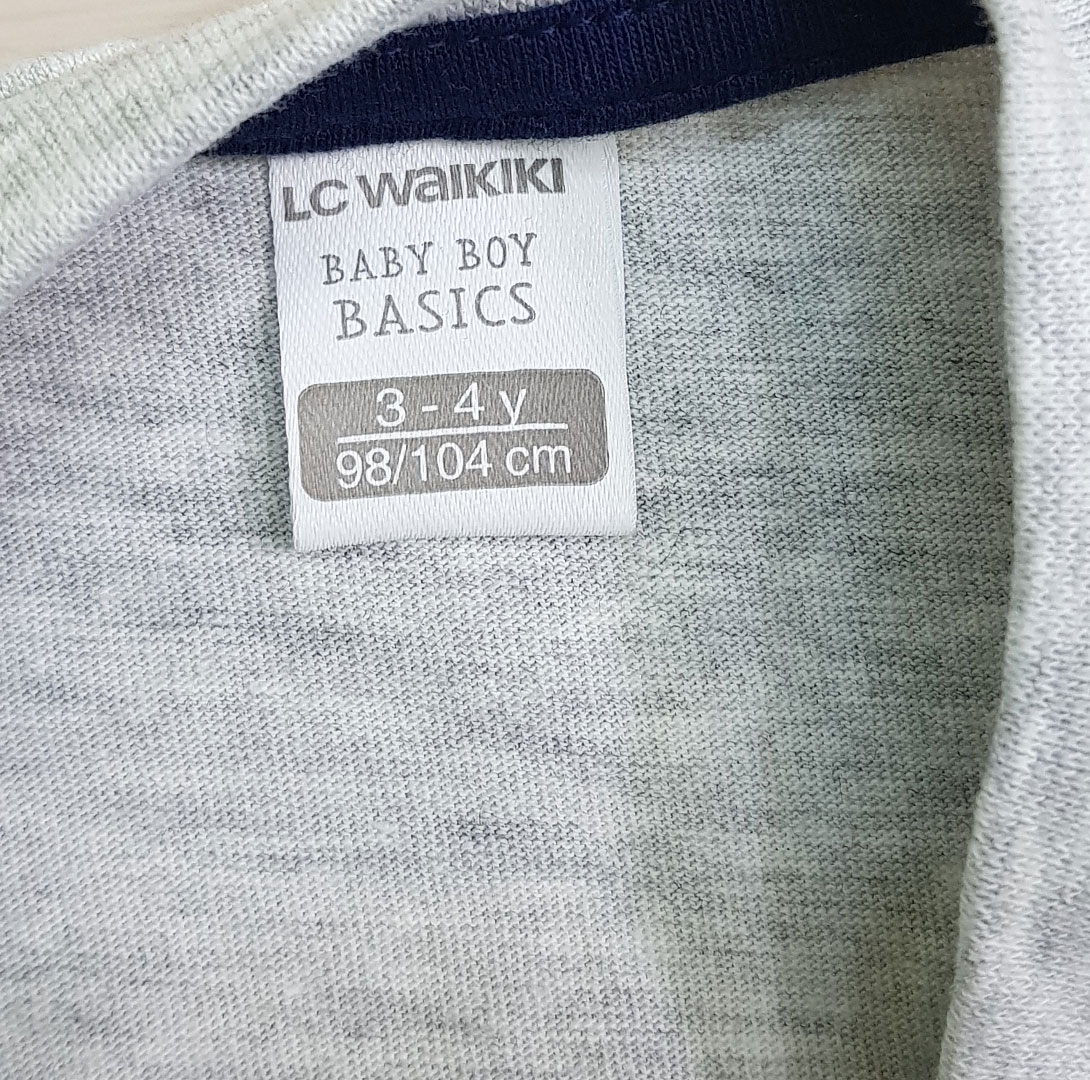 LC WAIKIKI
BABY BOY
BASICS
3 - 4 y
98/104 cm